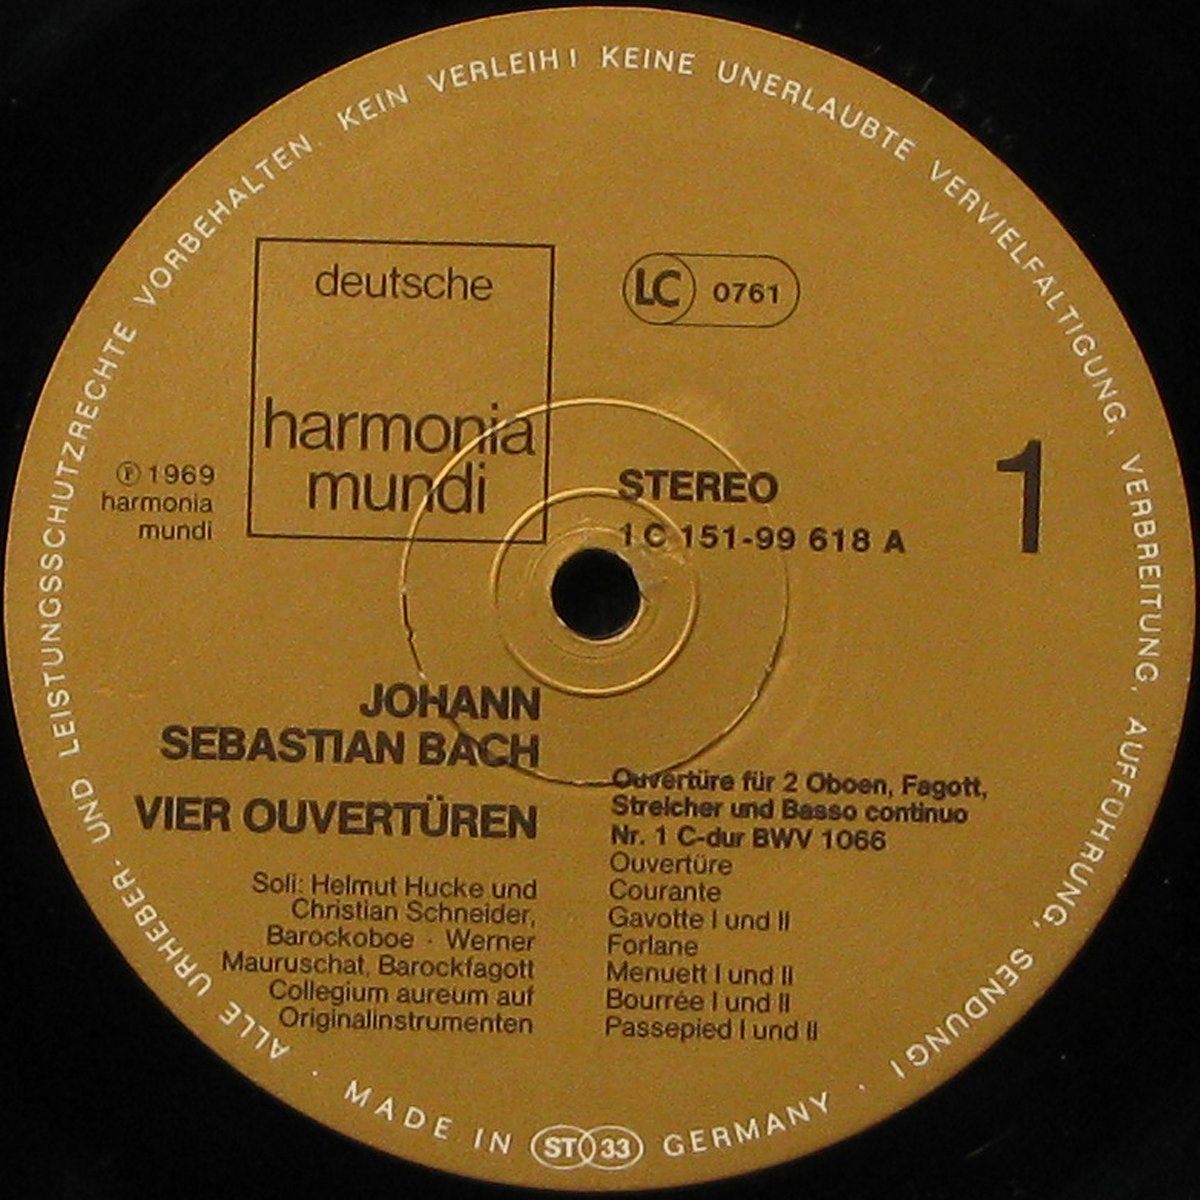 ALLE URHEBER- UND LEISTUNGSSCHUTZRECHTE VORBEHALTEN. KEIN VERLEIH! KEINE UNERLAUBTE VERVIELFÄLTIGUNG, VERBREITUNG, AUFFÜHRUNG, SENDUNG!
deutsche
harmonia
mundi
LC 0761
℗ 1969
harmonia
mundi
STEREO
1 C 151-99 618 A
1
JOHANN
SEBASTIAN BACH
VIER OUVERTÜREN
Soli: Helmut Hucke und
Christian Schneider,
Barockoboe · Werner
Mauruschat, Barockfagott
Collegium aureum auf
Originalinstrumenten
Ouvertüre für 2 Oboen, Fagott,
Streicher und Basso continuo
Nr. 1 C-dur BWV 1066
Ouvertüre
Courante
Gavotte I und II
Forlane
Menuett I und II
Bourrée I und II
Passepied I und II
· MADE IN ST 33 GERMANY ·